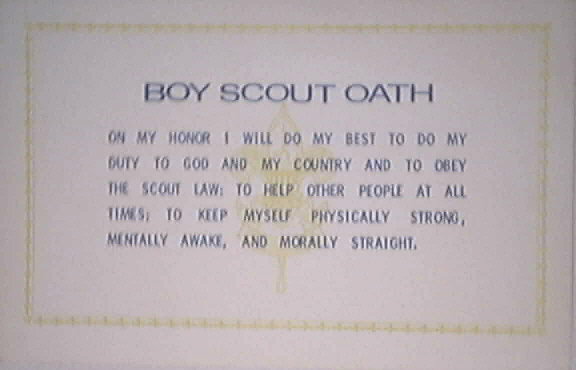 BOY SCOUT OATH
ON MY HONOR I WILL DO MY BEST TO DO MY
DUTY TO GOD AND MY COUNTRY AND TO OBEY
THE SCOUT LAW; TO HELP OTHER PEOPLE AT ALL
TIMES; TO KEEP MYSELF PHYSICALLY STRONG,
MENTALLY AWAKE, AND MORALLY STRAIGHT.